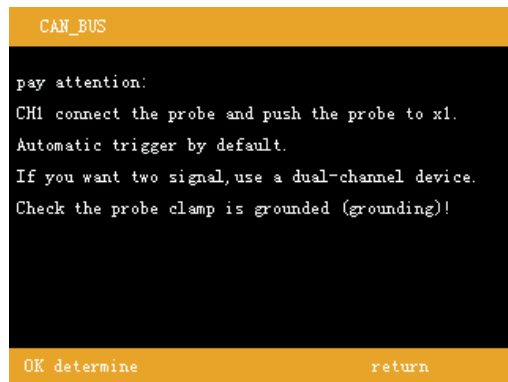 CAN_BUS
pay attention:
CH1 connect the probe and push the probe to x1.
Automatic trigger by default.
If you want two signal,use a dual-channel device.
Check the probe clamp is grounded (grounding)!
OK determine return